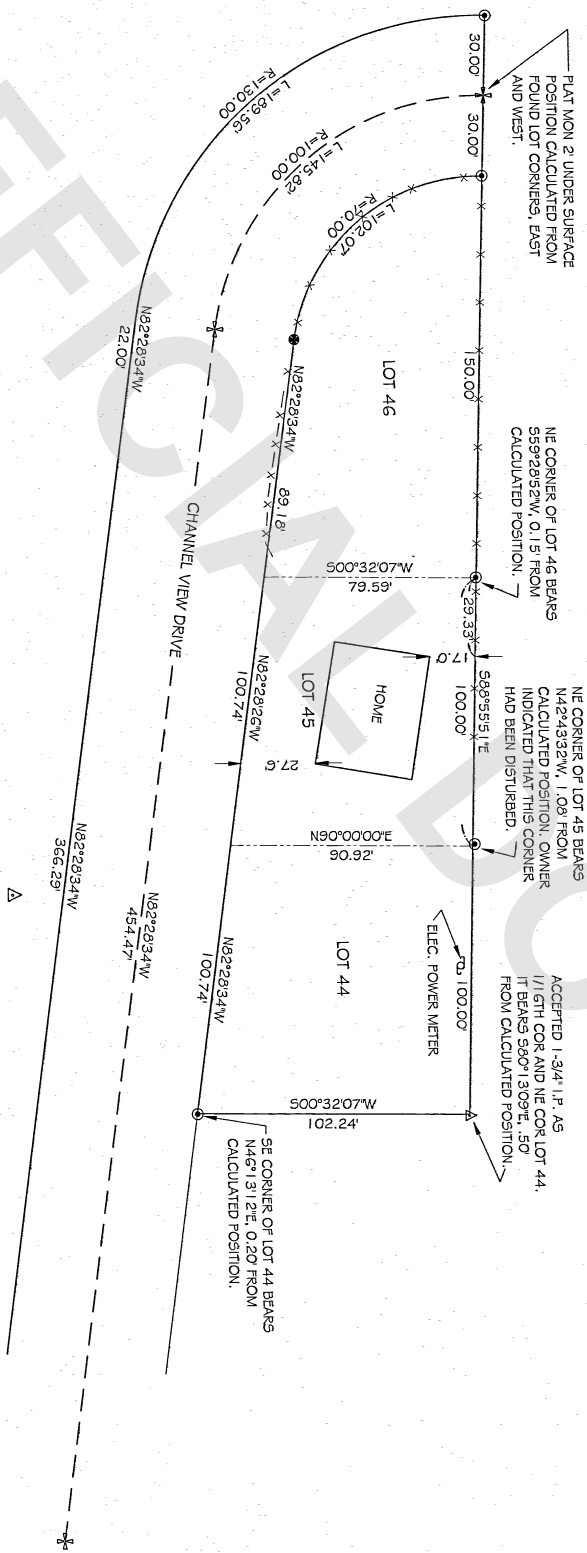 PLAT MON 2' UNDER SURFACE
POSITION CALCULATED FROM
FOUND LOT CORNERS, EAST
AND WEST.
NE CORNER OF LOT 46 BEARS
S59°28'52"W, 0.15' FROM
CALCULATED POSITION.
NE CORNER OF LOT 45 BEARS
N42°43'32"W, 1.08' FROM
CALCULATED POSITION. OWNER
INDICATED THAT THIS CORNER
HAD BEEN DISTURBED.
ACCEPTED 1-3/4" I.P. AS
1/16TH COR AND NE COR LOT 44.
IT BEARS S80°13'09"E, .50'
FROM CALCULATED POSITION.
30.00'
30.00'
150.00'
29.33'
17.0'
S88°55'51"E
100.00'
100.00'
ELEC. POWER METER
L=189.56'
R=130.00
L=145.82'
R=100.00
L=102.07'
R=70.00
LOT 46
N82°28'34"W
89.18'
S00°32'07"W
79.59'
HOME
LOT 45
27.6'
N82°28'26"W
100.74'
N90°00'00"E
90.92'
LOT 44
N82°28'34"W
100.74'
S00°32'07"W
102.24'
SE CORNER OF LOT 44 BEARS
N46°13'12"E, 0.20' FROM
CALCULATED POSITION.
N82°28'34"W
22.00'
CHANNEL VIEW DRIVE
N82°28'34"W
454.47'
N82°28'34"W
366.29'